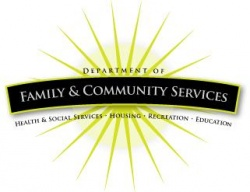 DEPARTMENT OF
FAMILY & COMMUNITY SERVICES
HEALTH & SOCIAL SERVICES · HOUSING · RECREATION · EDUCATION